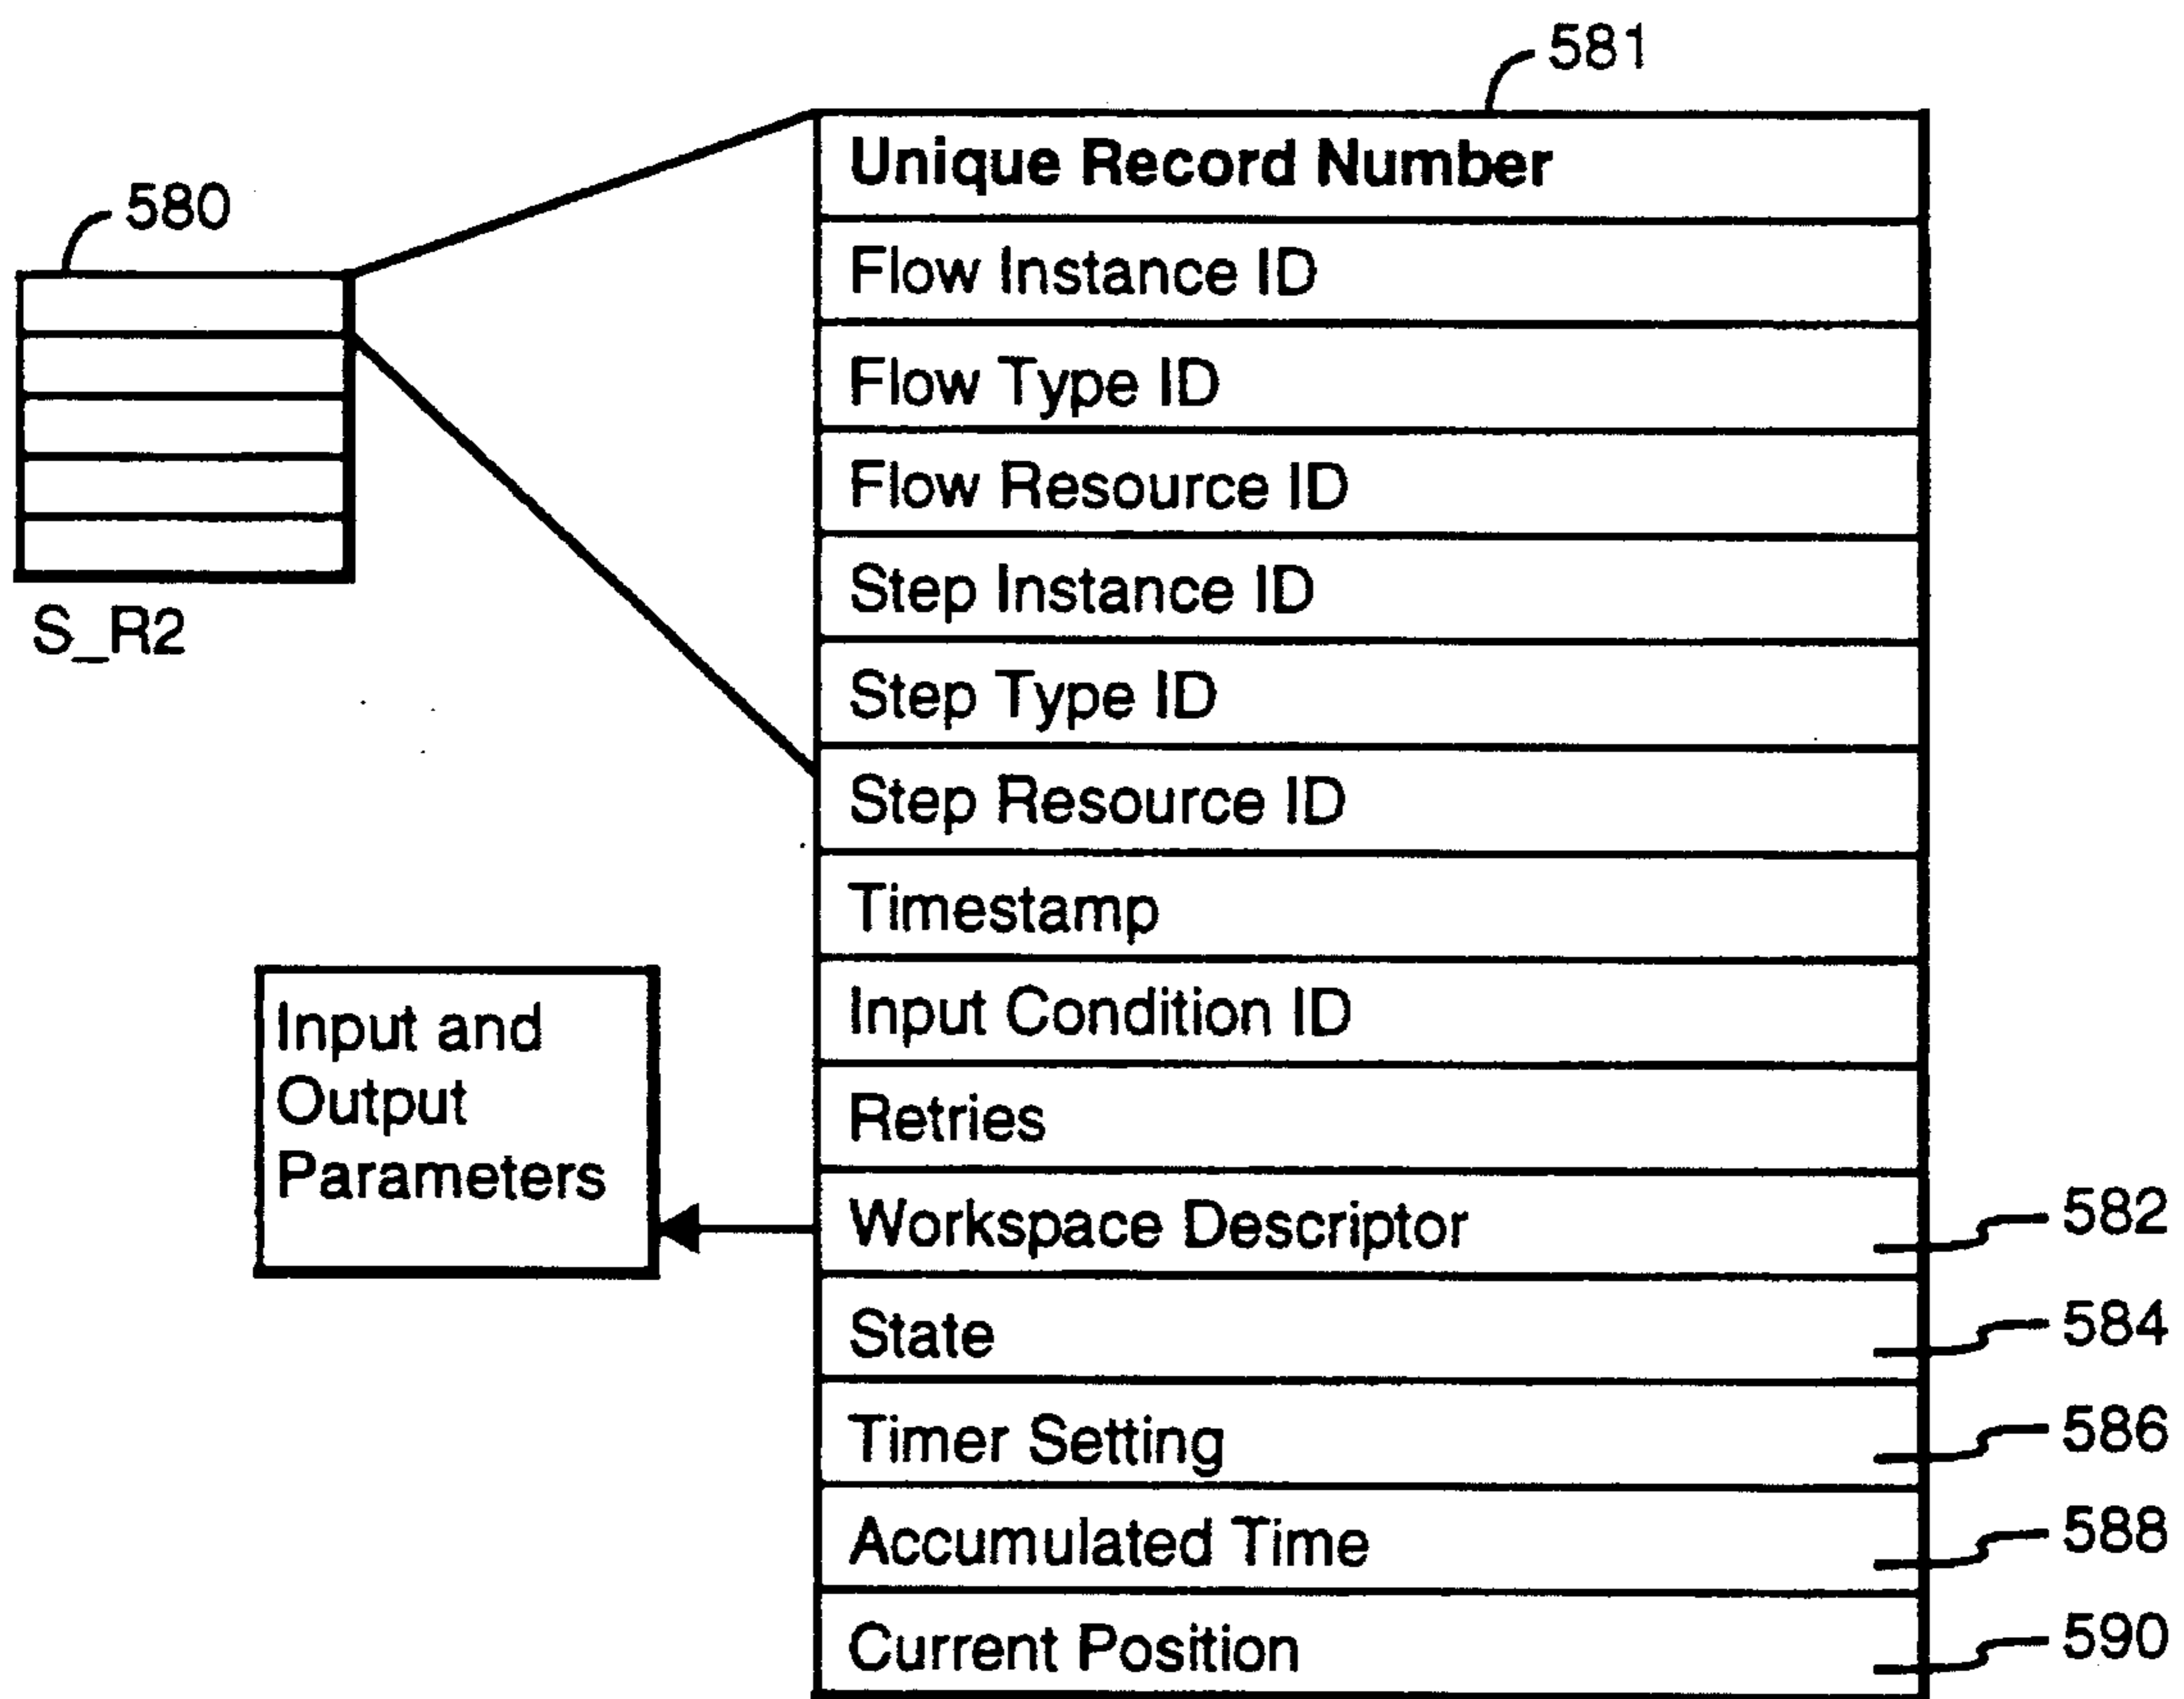 581
Unique Record Number
580
Flow Instance ID
Flow Type ID
Flow Resource ID
Step Instance ID
S_R2
Step Type ID
Step Resource ID
Timestamp
Input and
Output
Parameters
Input Condition ID
Retries
Workspace Descriptor
582
State
584
Timer Setting
586
Accumulated Time
588
Current Position
590